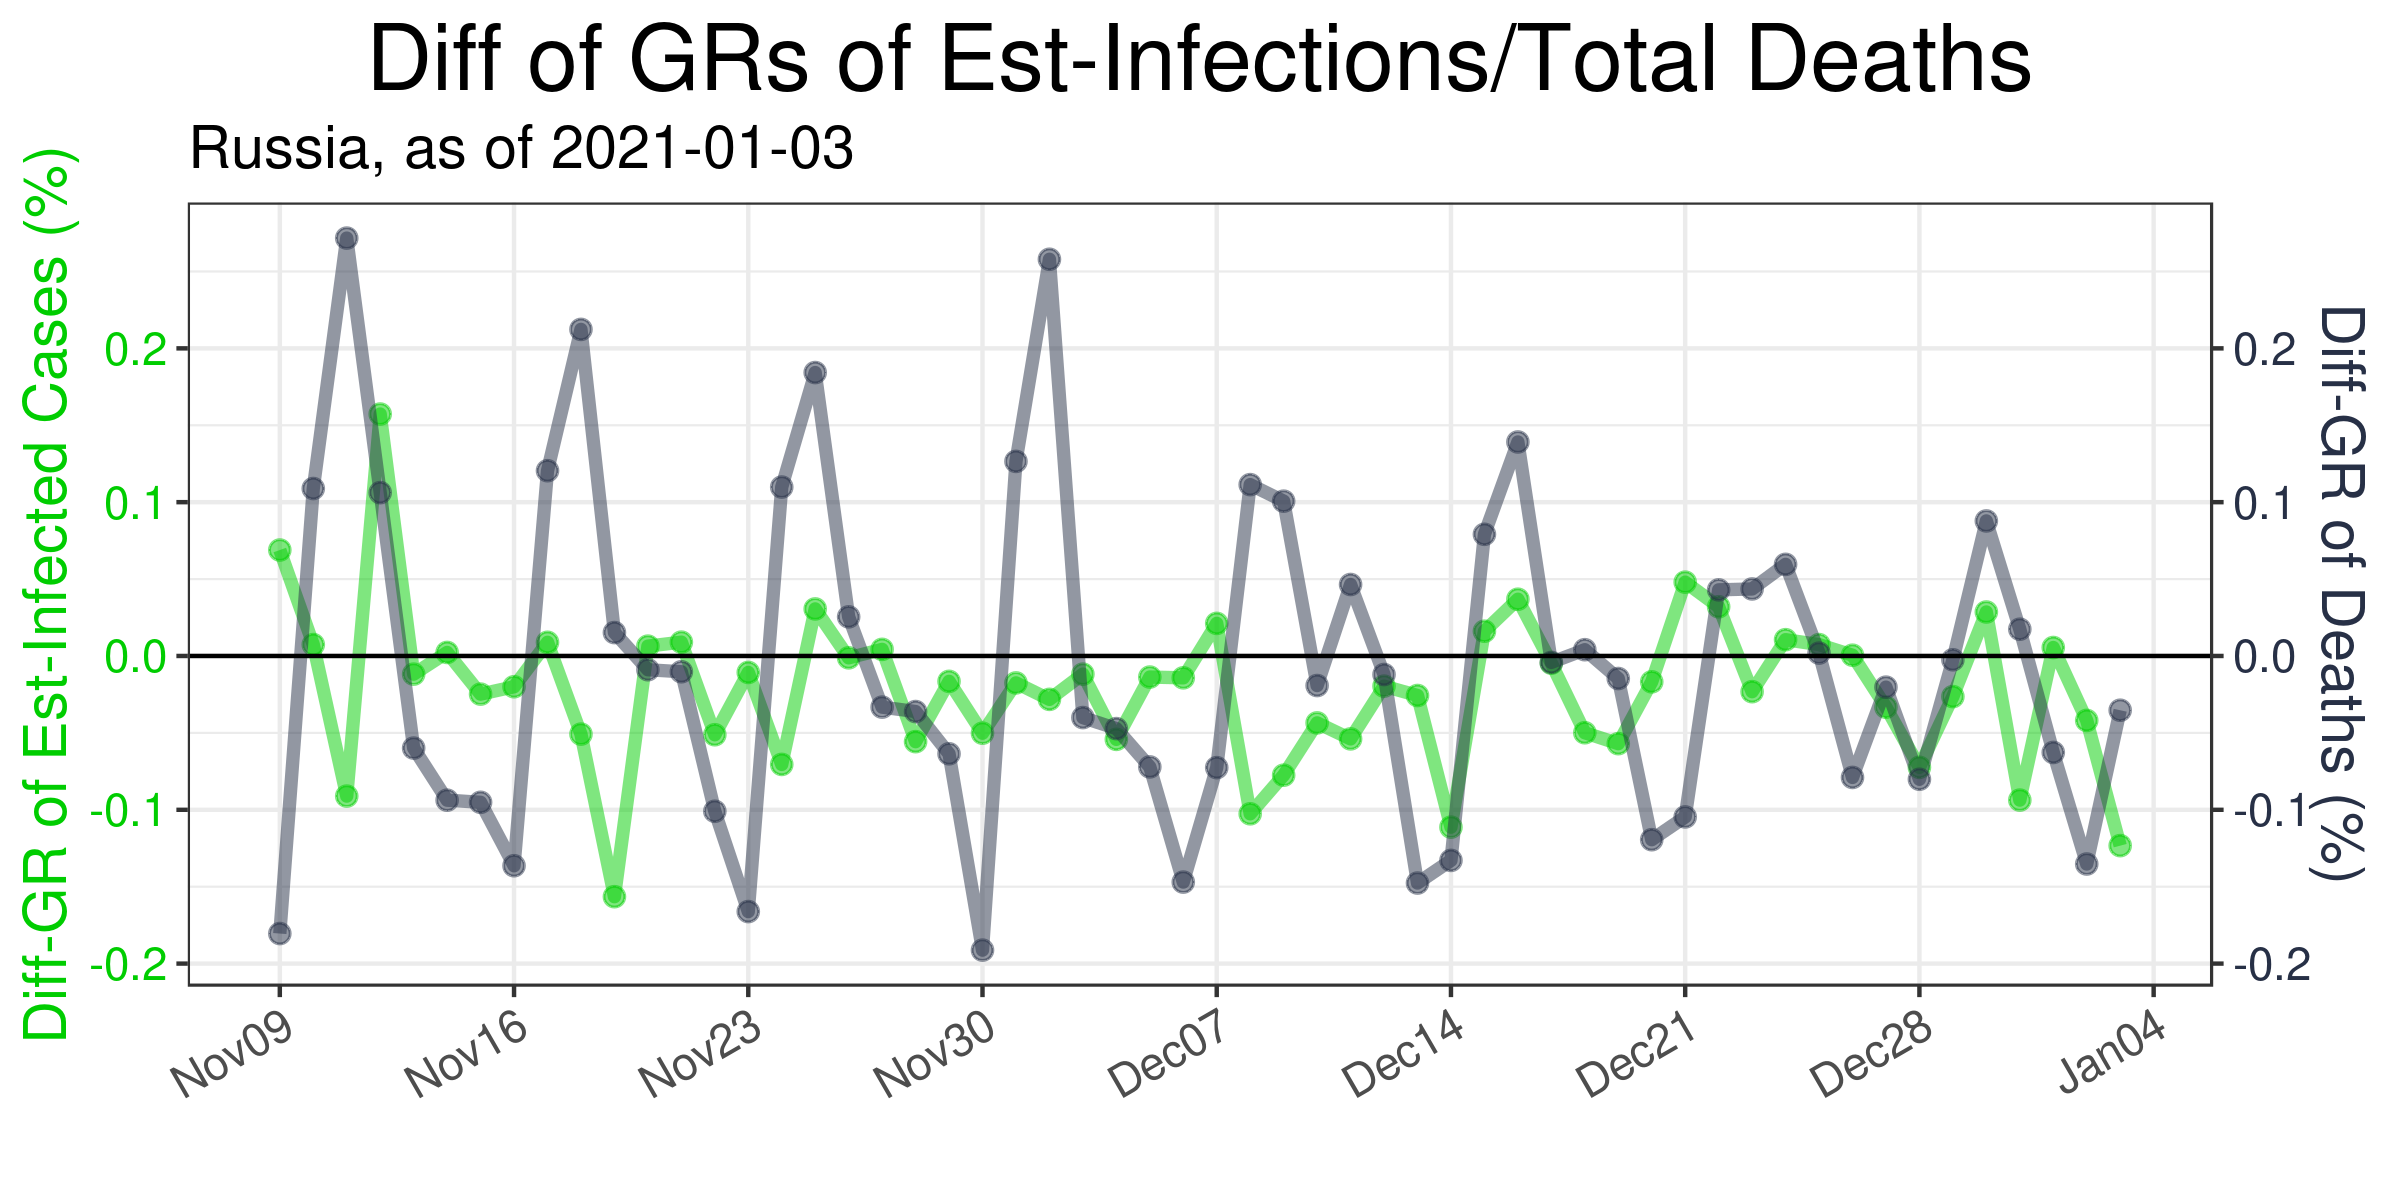 Diff of GRs of Est-Infections/Total Deaths
Russia, as of 2021-01-03
Diff-GR of Est-Infected Cases (%)
0.2
0.1
0.0
-0.1
-0.2
0.2
0.1
0.0
-0.1
-0.2
Diff-GR of Deaths (%)
Nov09
Nov16
Nov23
Nov30
Dec07
Dec14
Dec21
Dec28
Jan04